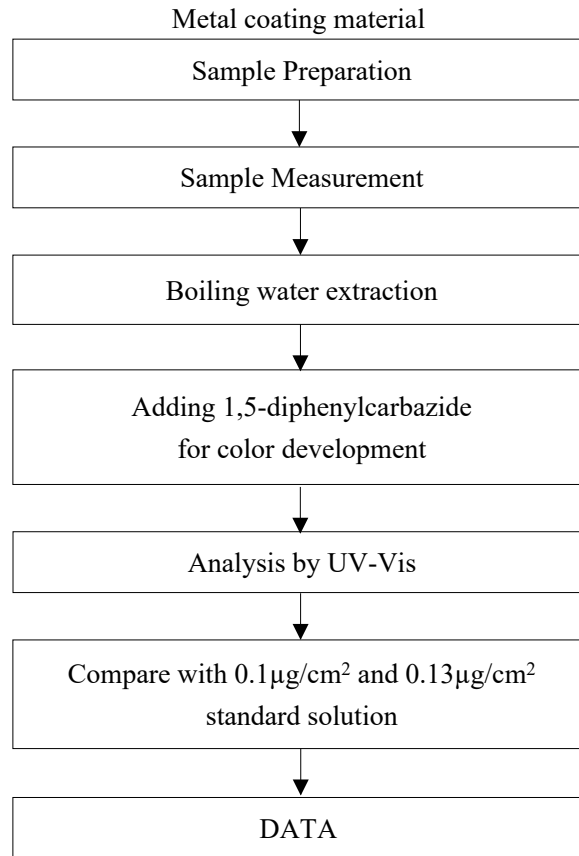 Metal coating material
Sample Preparation
Sample Measurement
Boiling water extraction
Adding 1,5-diphenylcarbazide
for color development
Analysis by UV-Vis
Compare with 0.1μg/cm² and 0.13μg/cm²
standard solution
DATA